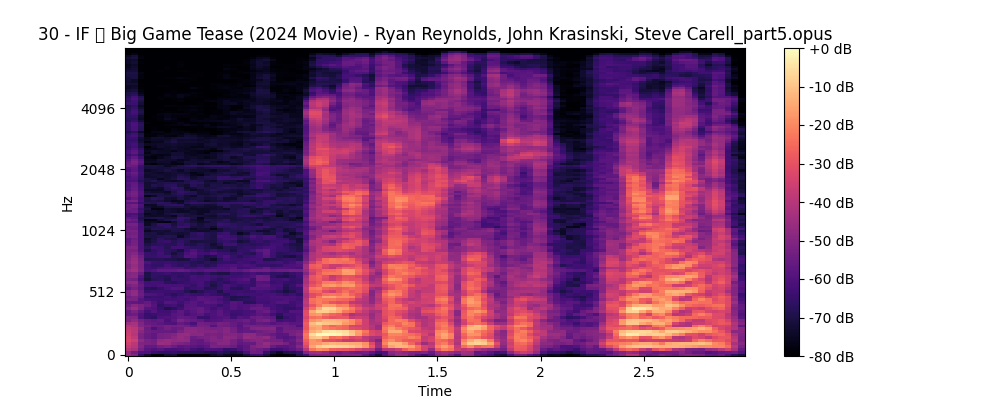 30 - IF ▯ Big Game Tease (2024 Movie) - Ryan Reynolds, John Krasinski, Steve Carell_part5.opus
+0 dB
4096
-10 dB
-20 dB
2048
-30 dB
Hz
1024
-40 dB
-50 dB
512
-60 dB
-70 dB
0
-80 dB
0 0.5 1 1.5 2 2.5
Time